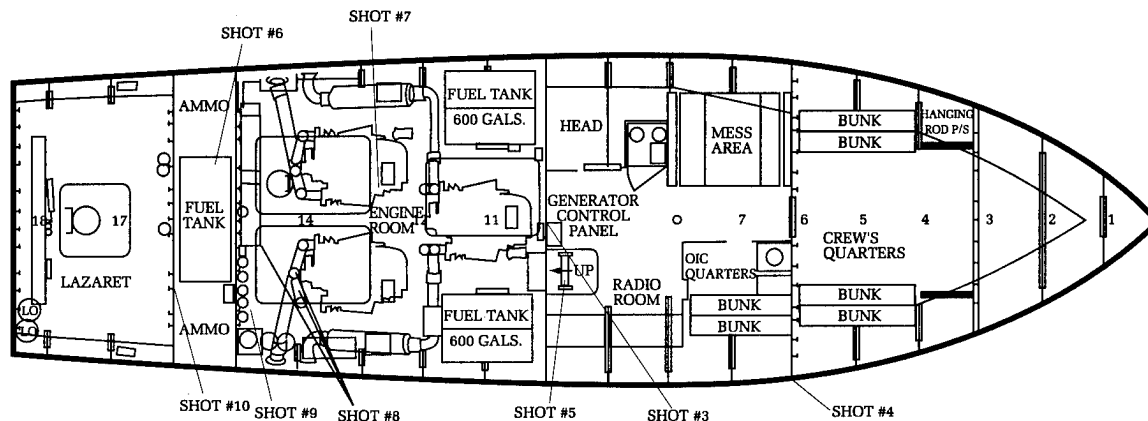 SHOT #6
SHOT #7
AMMO
FUEL TANK
600 GALS.
HEAD
MESS
AREA
BUNK
BUNK
HANGING
ROD P/S
FUEL
TANK
18
17
14
ENGINE
ROOM
11
GENERATOR
CONTROL
PANEL
7
6
5
4
3
2
1
LAZARET
UP
OIC
QUARTERS
CREW'S
QUARTERS
RADIO
ROOM
LO
LO
AMMO
FUEL TANK
600 GALS.
BUNK
BUNK
BUNK
BUNK
SHOT #10
SHOT #9
SHOT #8
SHOT #5
SHOT #3
SHOT #4